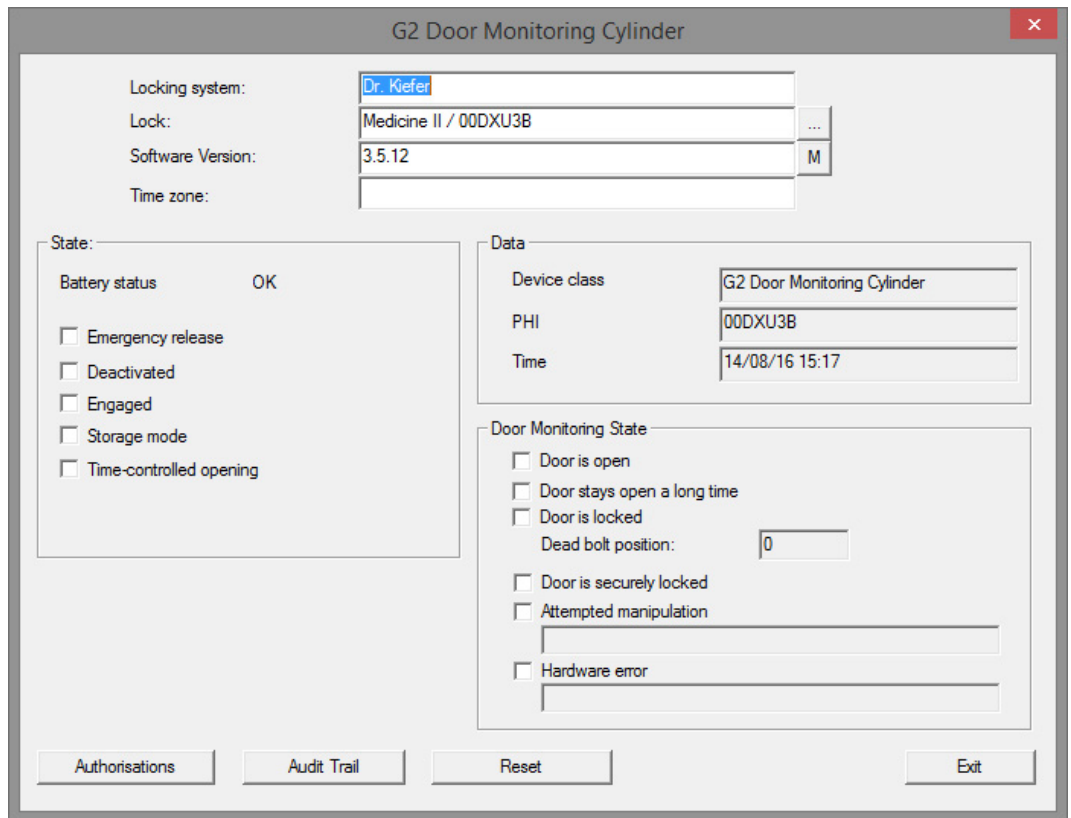 G2 Door Monitoring Cylinder
Locking system: Dr. Kiefer
Lock: Medicine II / 00DXU3B ...
Software Version: 3.5.12 M
Time zone:
State:
Battery status OK
Emergency release
Deactivated
Engaged
Storage mode
Time-controlled opening
Data
Device class G2 Door Monitoring Cylinder
PHI 00DXU3B
Time 14/08/16 15:17
Door Monitoring State
Door is open
Door stays open a long time
Door is locked
Dead bolt position: 0
Door is securely locked
Attempted manipulation
Hardware error
Authorisations Audit Trail Reset Exit